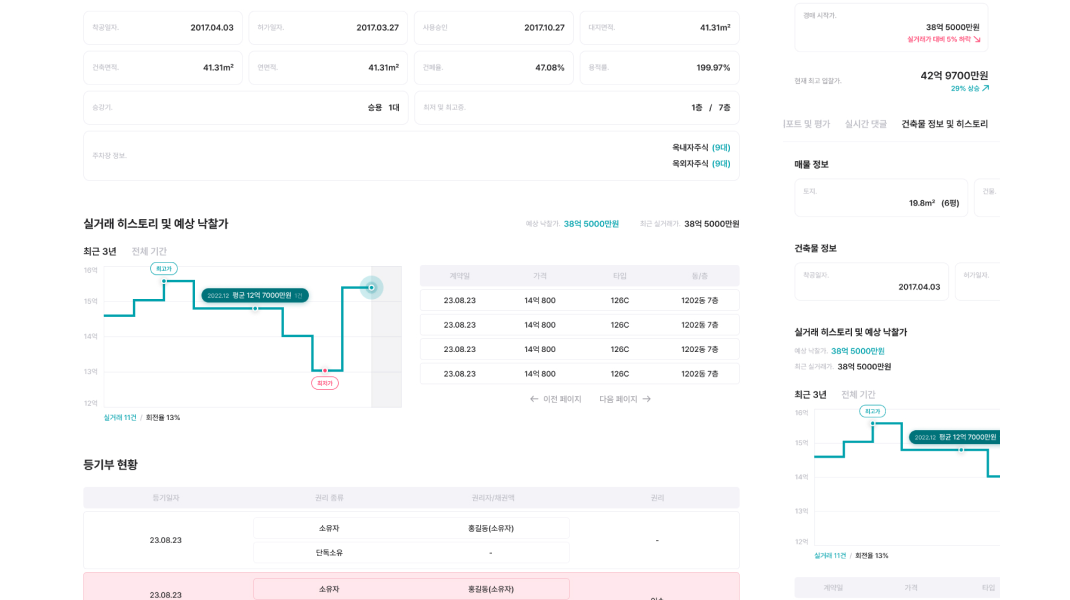 착공일자. 2017.04.03
허가일자. 2017.03.27
사용승인 2017.10.27
대지면적. 41.31m²
건축면적. 41.31m²
연면적. 41.31m²
건폐율. 47.08%
용적률. 199.97%
승강기. 승용 1대
최저 및 최고층. 1층 / 7층
주차장 정보. 옥내자주식 (9대)
옥외자주식 (9대)
실거래 히스토리 및 예상 낙찰가
예상 낙찰가. 38억 5000만원 최근 실거래가. 38억 5000만원
최근 3년 전체 기간
16억
15억
14억
13억
12억
최고가
2022.12 평균 12억 7000만원 1건
최저가
실거래 11건 / 회전율 13%
계약일 가격 타입 동/층
23.08.23 14억 800 126C 1202동 7층
23.08.23 14억 800 126C 1202동 7층
23.08.23 14억 800 126C 1202동 7층
23.08.23 14억 800 126C 1202동 7층
← 이전 페이지 다음 페이지 →
등기부 현황
등기일자 권리 종류 권리자/채권액 권리
23.08.23 소유자 홍길동(소유자) -
단독소유 -
23.08.23 소유자 홍길동(소유자)
경매 시작가.
38억 5000만원
실거래가 대비 5% 하락 ↘
현재 최고 입찰가. 42억 9700만원
29% 상승 ↗
포트 및 평가 실시간 댓글 건축물 정보 및 히스토리
매물 정보
토지.
19.8m² (6평)
건물.
건축물 정보
착공일자.
2017.04.03
허가일자.
실거래 히스토리 및 예상 낙찰가
예상 낙찰가. 38억 5000만원
최근 실거래가. 38억 5000만원
최근 3년 전체 기간
16억
15억
14억
13억
12억
최고가
2022.12 평균 12억 7000만원
실거래 11건 / 회전율 13%
계약일 가격 타입